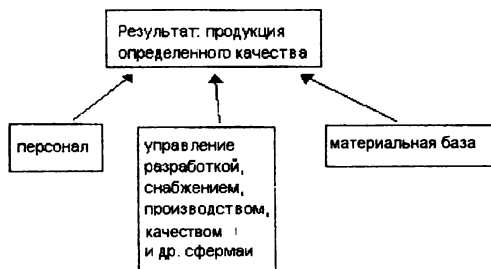 Результат: продукция
определенного качества
персонал
управление
разработкой,
снабжением,
производством,
качеством
и др. сфермаи
материальная база